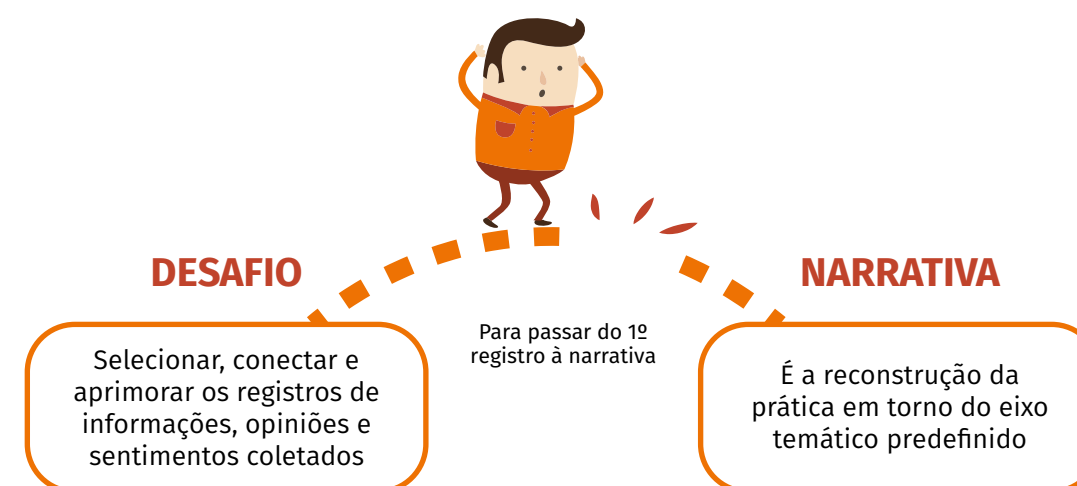 DESAFIO
Selecionar, conectar e
aprimorar os registros de
informações, opiniões e
sentimentos coletados
Para passar do 1º
registro à narrativa
NARRATIVA
É a reconstrução da
prática em torno do eixo
temático predefinido